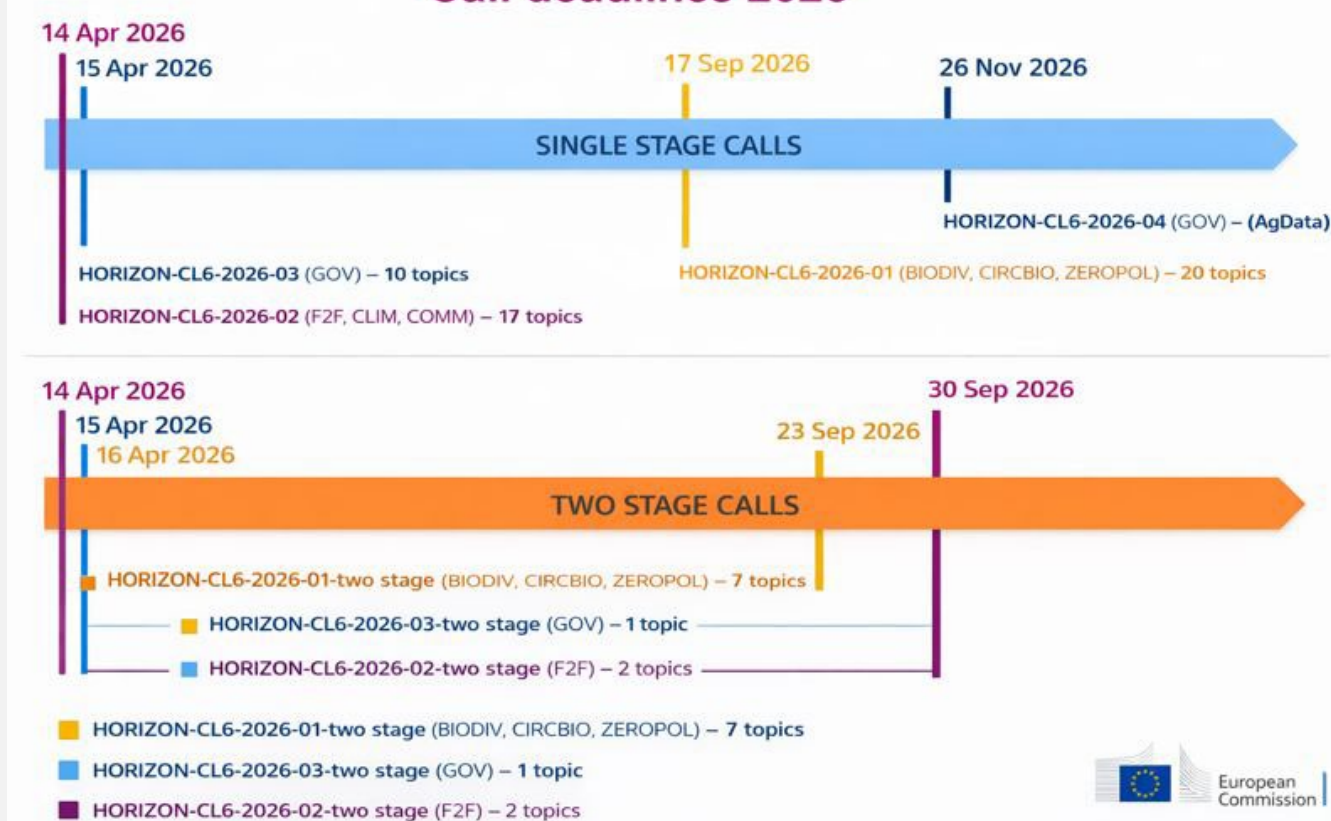 Call deadlines 2026
14 Apr 2026
15 Apr 2026
17 Sep 2026
26 Nov 2026
SINGLE STAGE CALLS
HORIZON-CL6-2026-04 (GOV) – (AgData)
HORIZON-CL6-2026-03 (GOV) – 10 topics
HORIZON-CL6-2026-01 (BIODIV, CIRCBIO, ZEROPOL) – 20 topics
HORIZON-CL6-2026-02 (F2F, CLIM, COMM) – 17 topics
14 Apr 2026
30 Sep 2026
15 Apr 2026
23 Sep 2026
16 Apr 2026
TWO STAGE CALLS
HORIZON-CL6-2026-01-two stage (BIODIV, CIRCBIO, ZEROPOL) – 7 topics
HORIZON-CL6-2026-03-two stage (GOV) – 1 topic
HORIZON-CL6-2026-02-two stage (F2F) – 2 topics
HORIZON-CL6-2026-01-two stage (BIODIV, CIRCBIO, ZEROPOL) – 7 topics
HORIZON-CL6-2026-03-two stage (GOV) – 1 topic
HORIZON-CL6-2026-02-two stage (F2F) – 2 topics
European
Commission